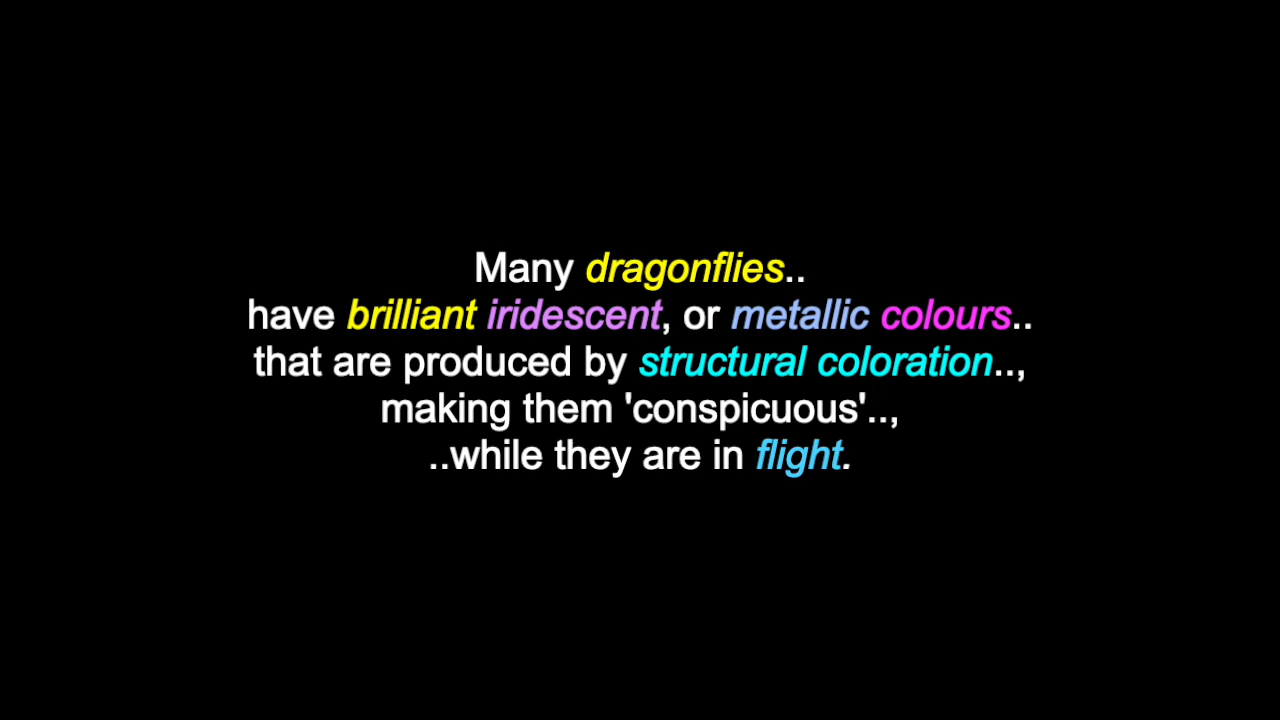 Many dragonflies..
have brilliant iridescent, or metallic colours..
that are produced by structural coloration..,
making them 'conspicuous'..,
..while they are in flight.